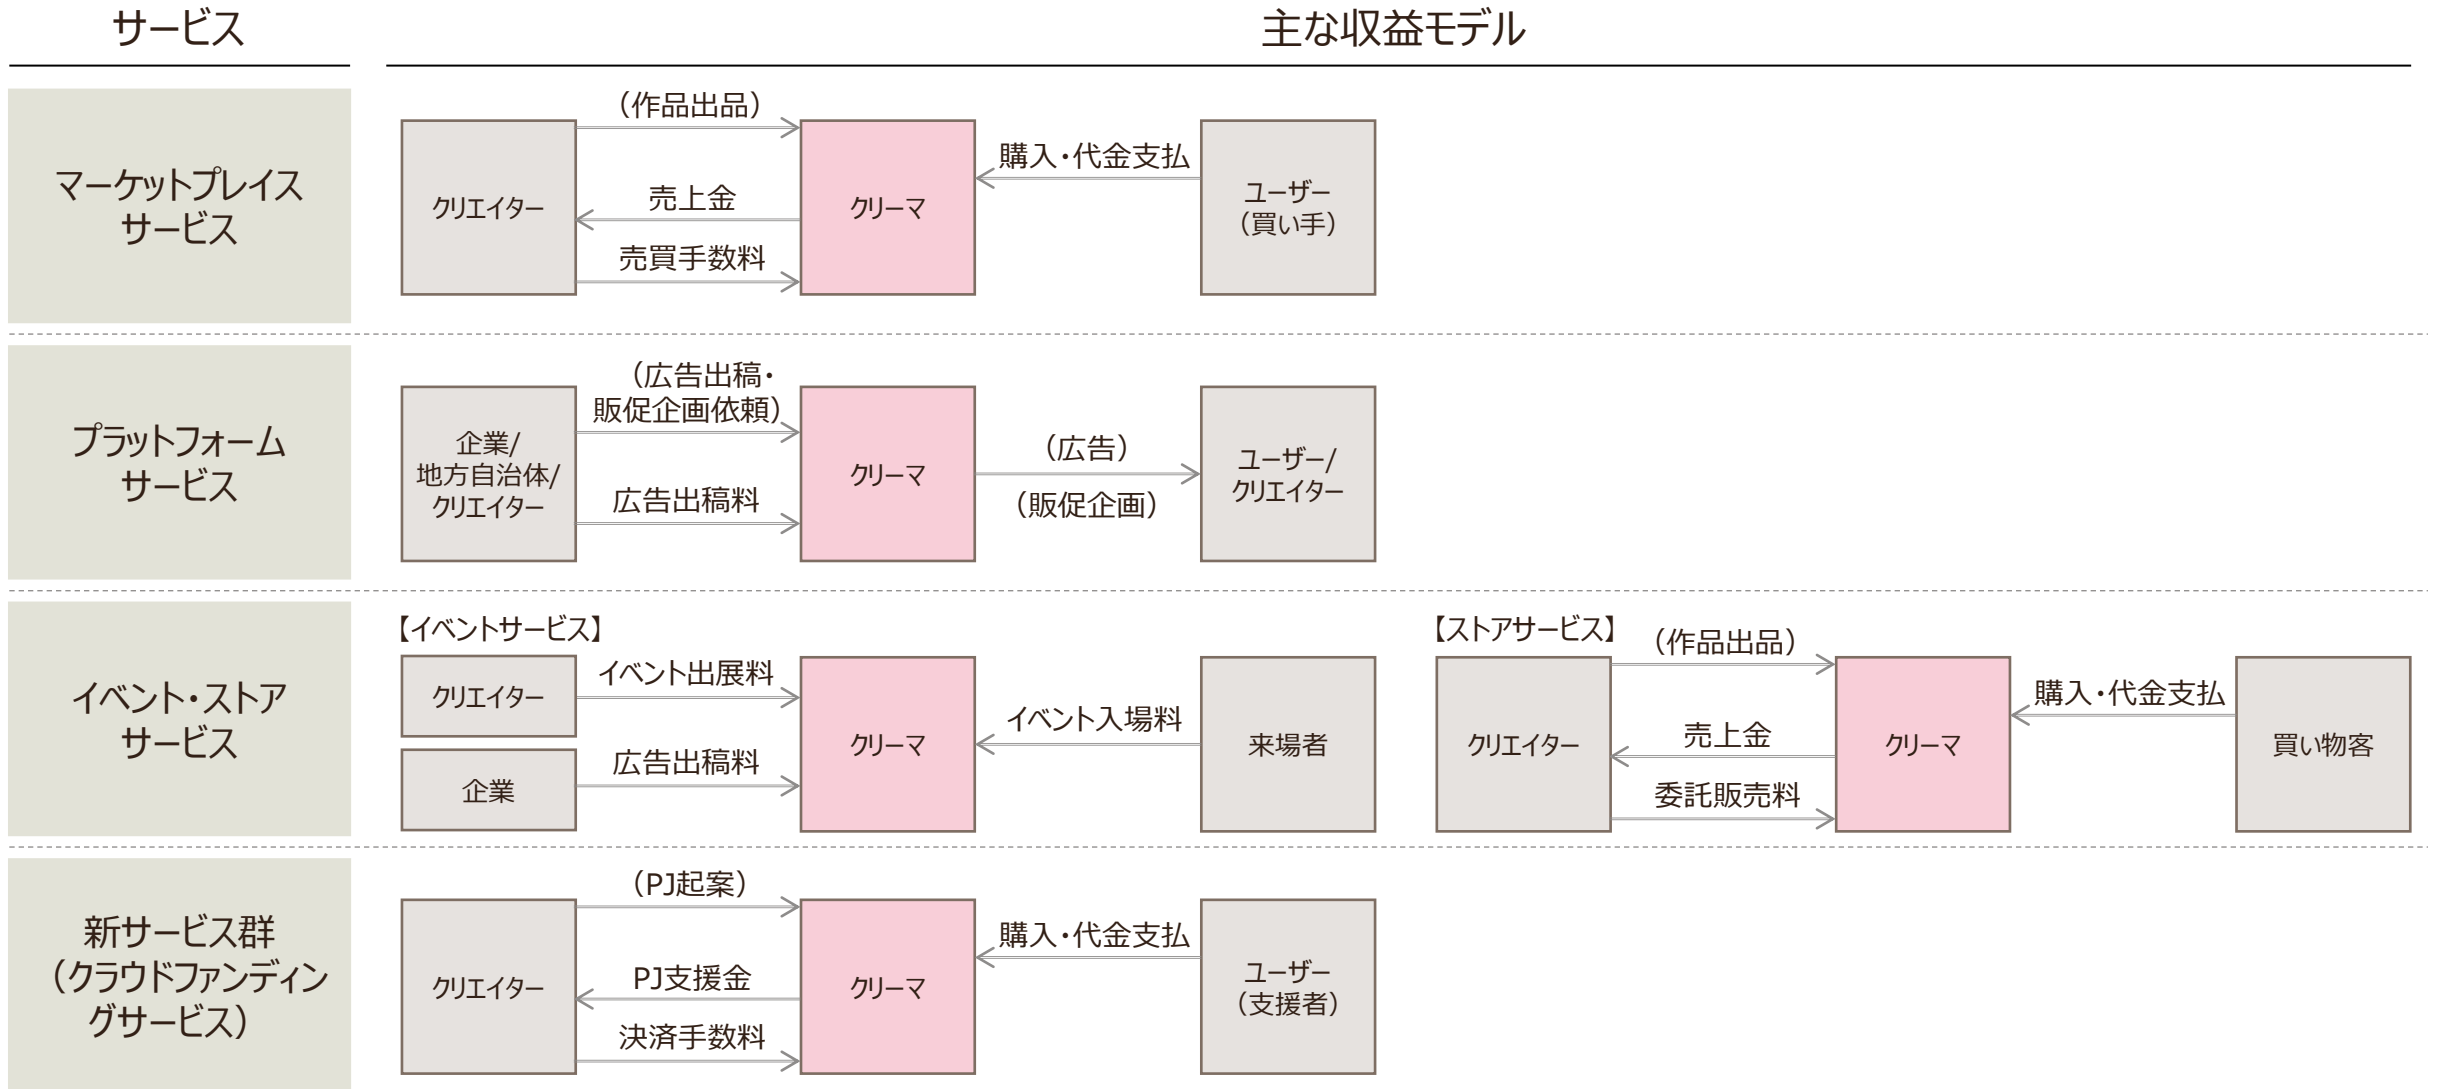 サービス
主な収益モデル
マーケットプレイス
サービス
クリエイター
（作品出品）
売上金
売買手数料
クリーマ
購入・代金支払
ユーザー
（買い手）
プラットフォーム
サービス
企業/
地方自治体/
クリエイター
（広告出稿・
販促企画依頼）
広告出稿料
クリーマ
（広告）
（販促企画）
ユーザー/
クリエイター
イベント・ストア
サービス
【イベントサービス】
クリエイター
企業
イベント出展料
広告出稿料
クリーマ
イベント入場料
来場者
【ストアサービス】
クリエイター
（作品出品）
売上金
委託販売料
クリーマ
購入・代金支払
買い物客
新サービス群
（クラウドファンディン
グサービス）
クリエイター
（PJ起案）
PJ支援金
決済手数料
クリーマ
購入・代金支払
ユーザー
（支援者）